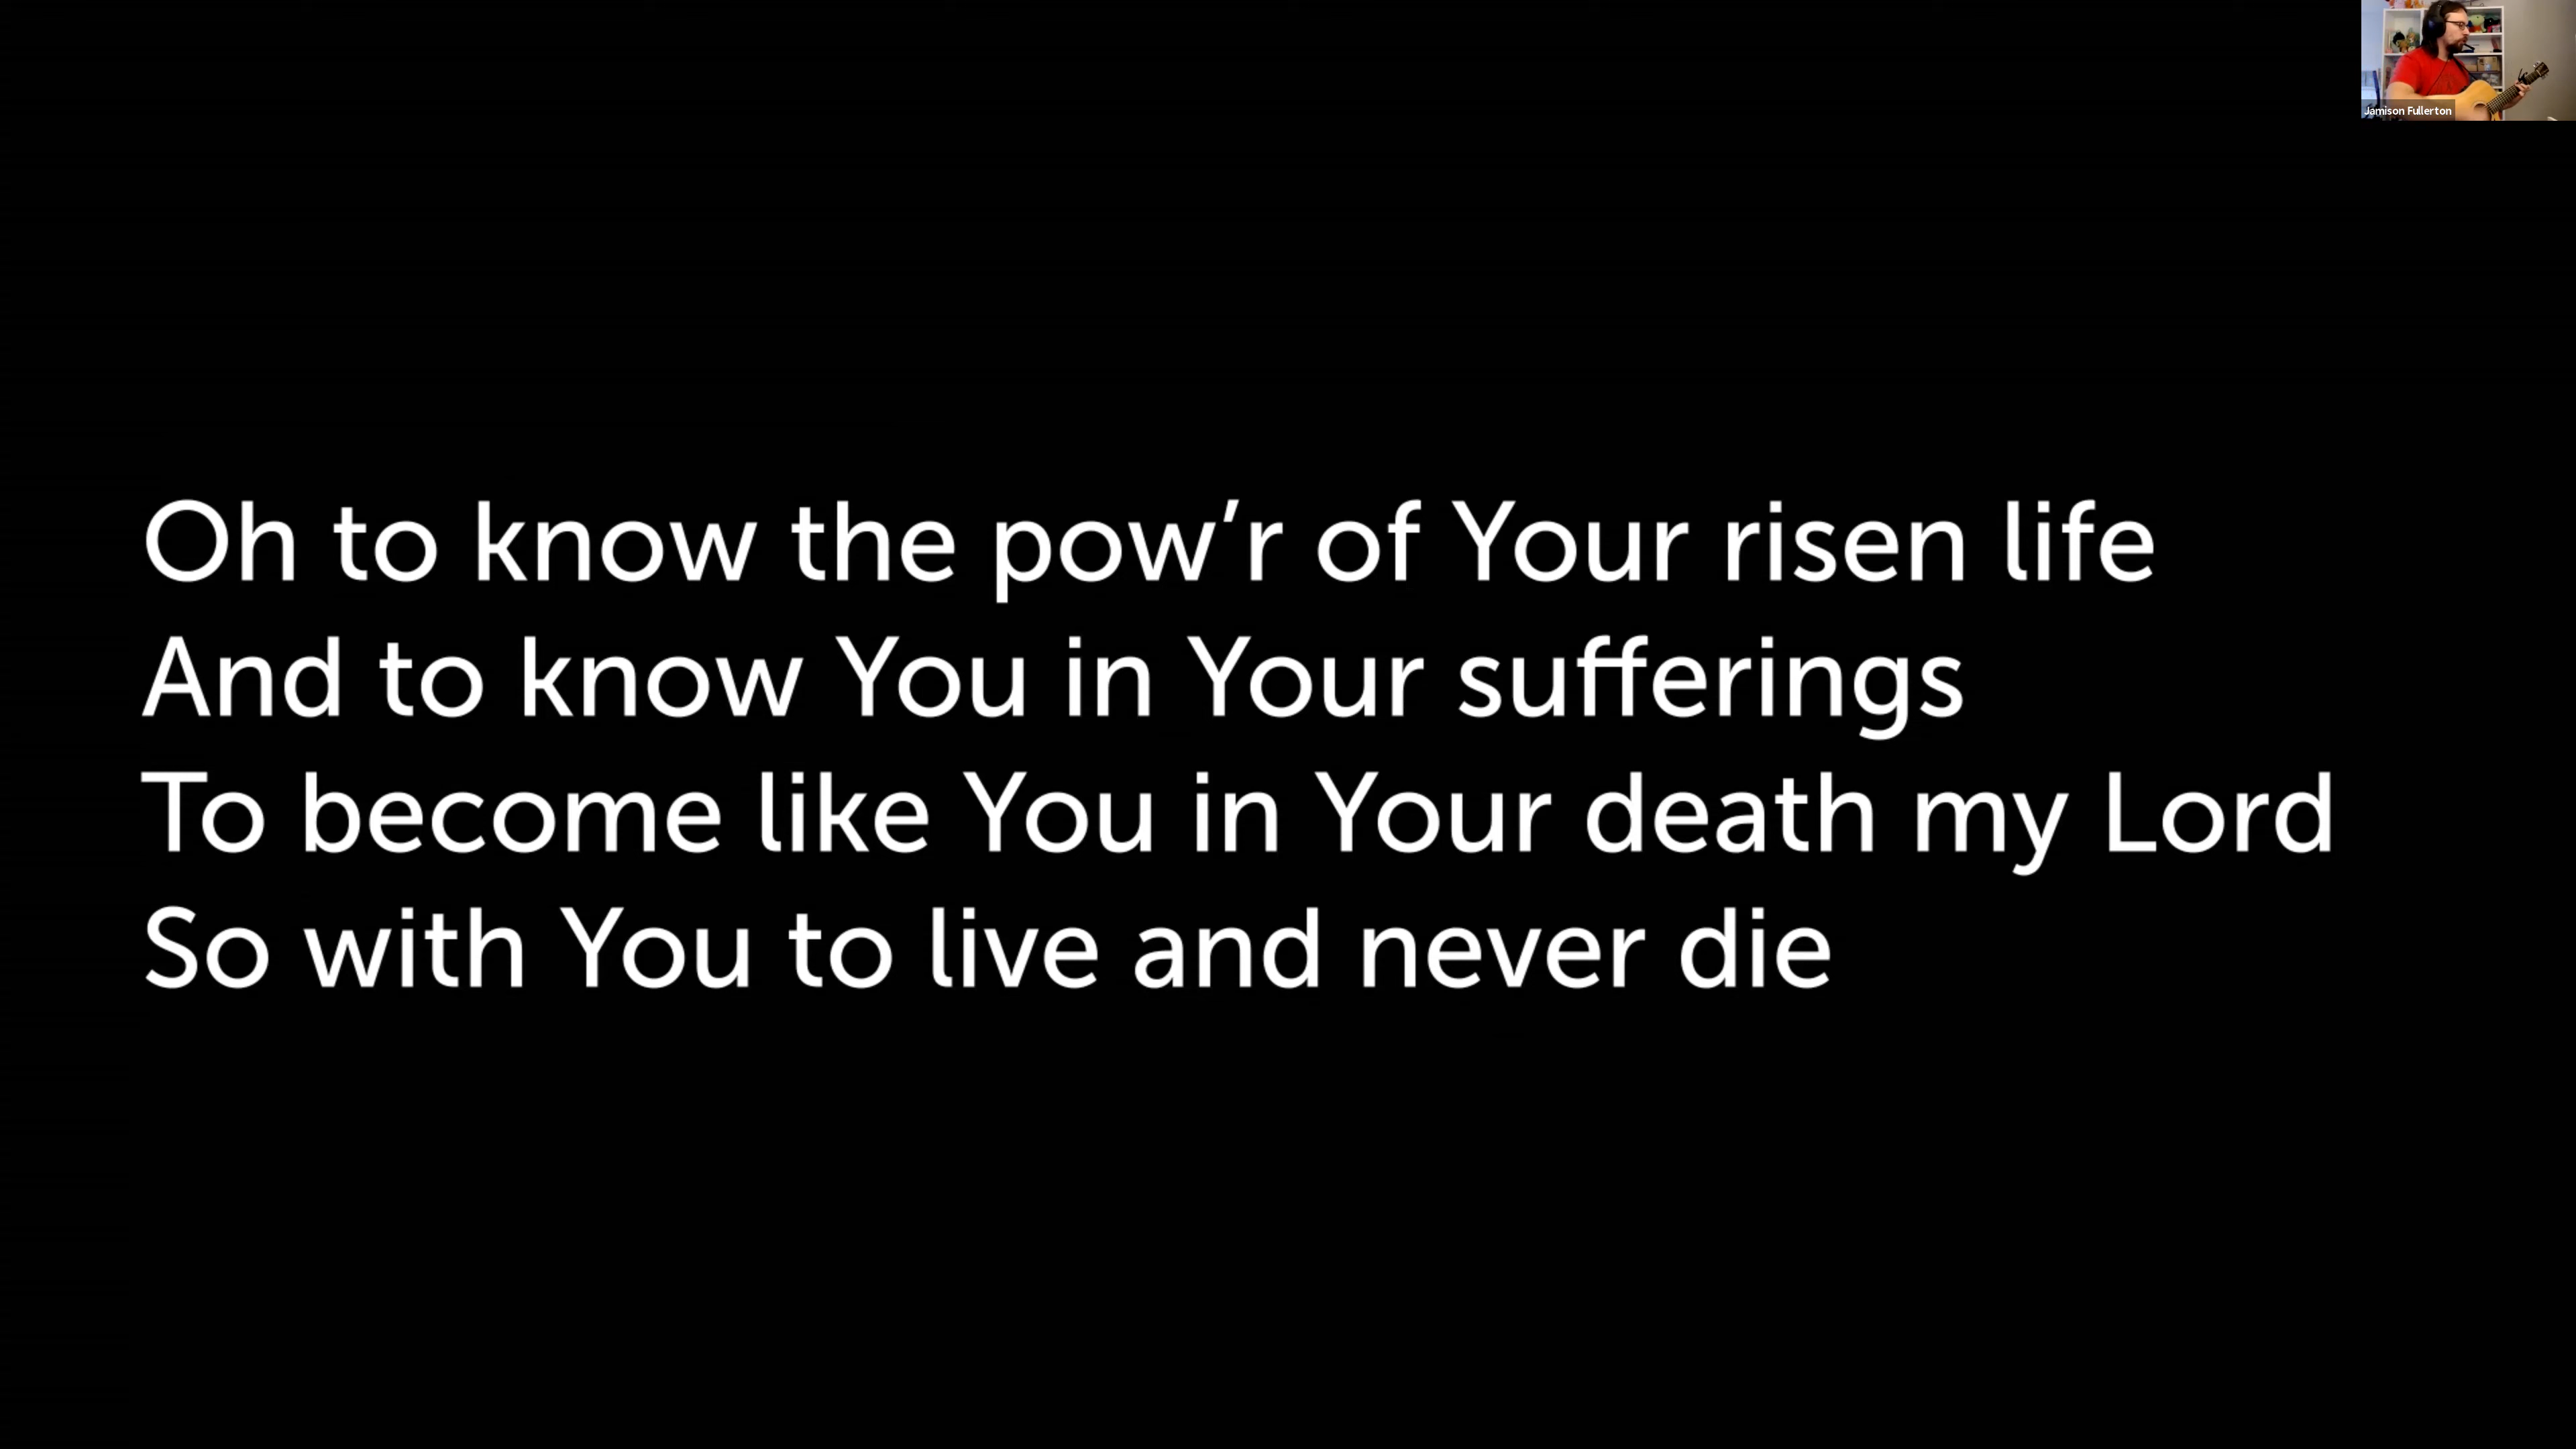 Jamison Fullerton
Oh to know the pow’r of Your risen life
And to know You in Your sufferings
To become like You in Your death my Lord
So with You to live and never die